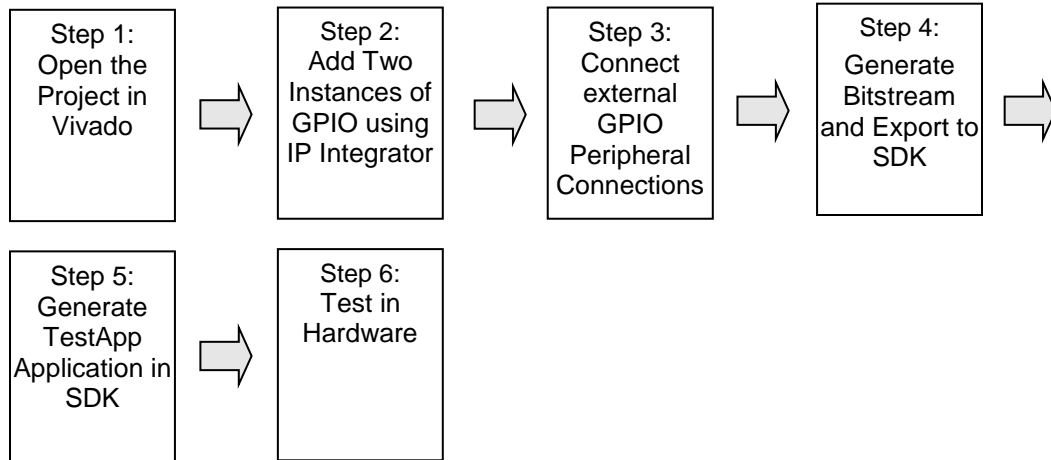 Step 1:
Open the
Project in
Vivado
Step 2:
Add Two
Instances of
GPIO using
IP Integrator
Step 3:
Connect
external
GPIO
Peripheral
Connections
Step 4:
Generate
Bitstream
and Export to
SDK
Step 5:
Generate
TestApp
Application in
SDK
Step 6:
Test in
Hardware